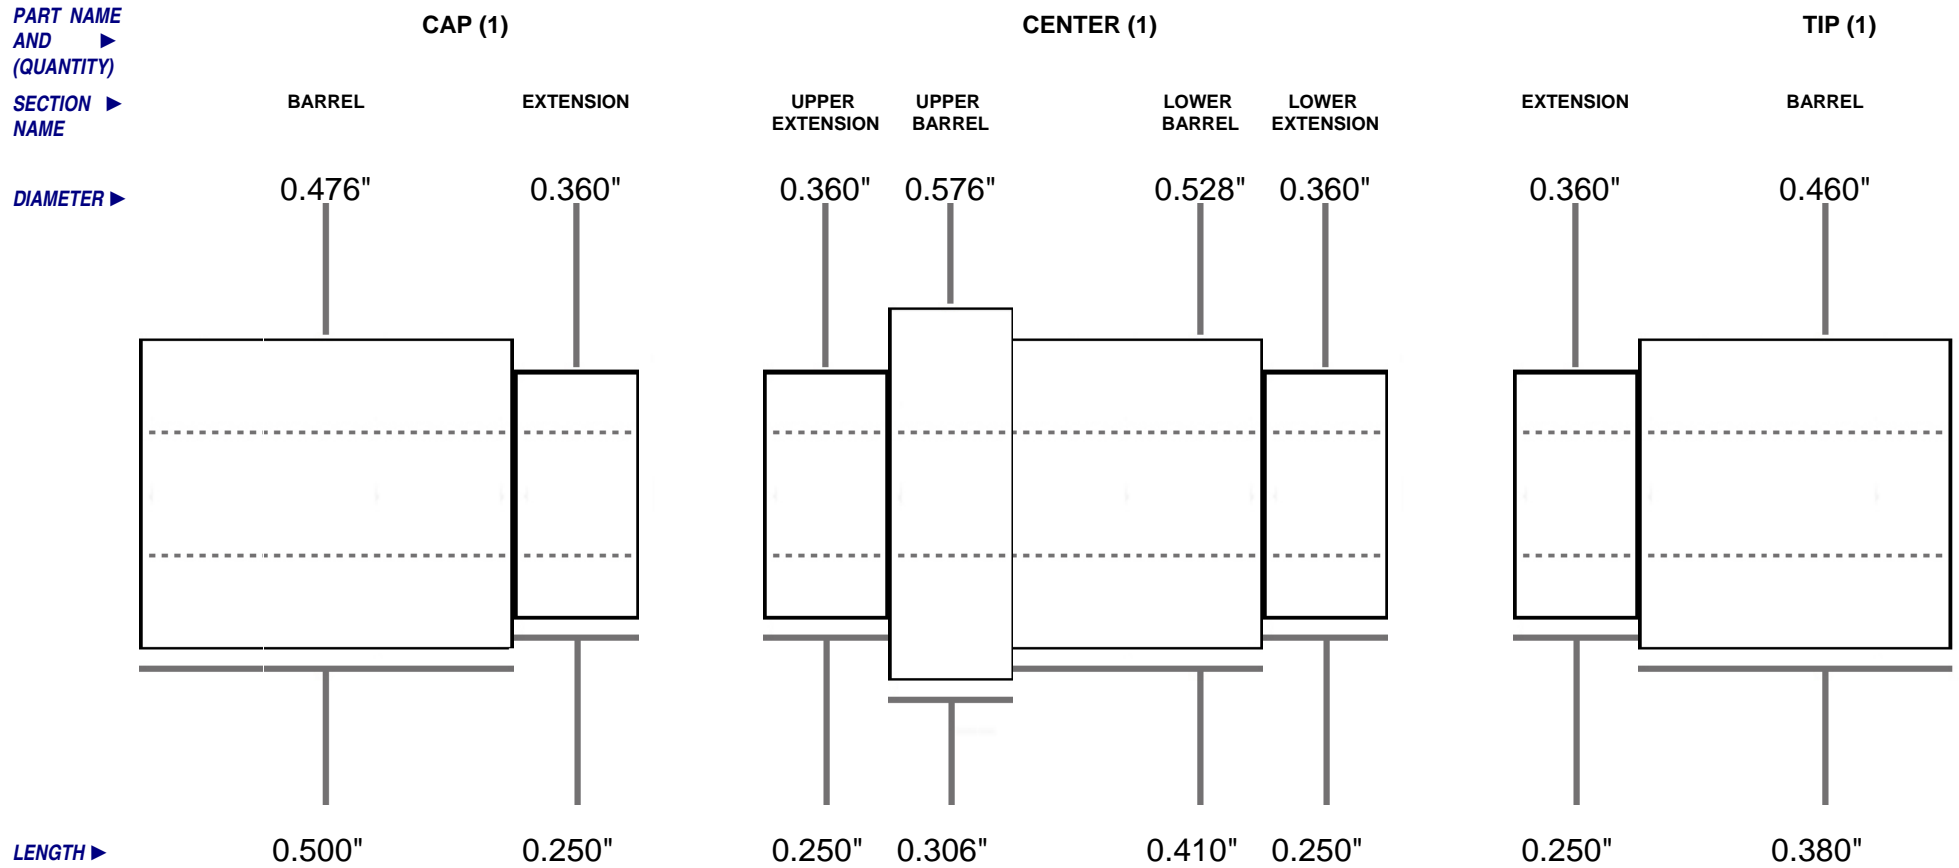 PART NAME
AND ►
(QUANTITY)
CAP (1)
CENTER (1)
TIP (1)
SECTION ►
NAME
BARREL
EXTENSION
UPPER
EXTENSION
UPPER
BARREL
LOWER
BARREL
LOWER
EXTENSION
EXTENSION
BARREL
DIAMETER ►
0.476"
0.360"
0.360"
0.576"
0.528"
0.360"
0.360"
0.460"
LENGTH ►
0.500"
0.250"
0.250"
0.306"
0.410"
0.250"
0.250"
0.380"